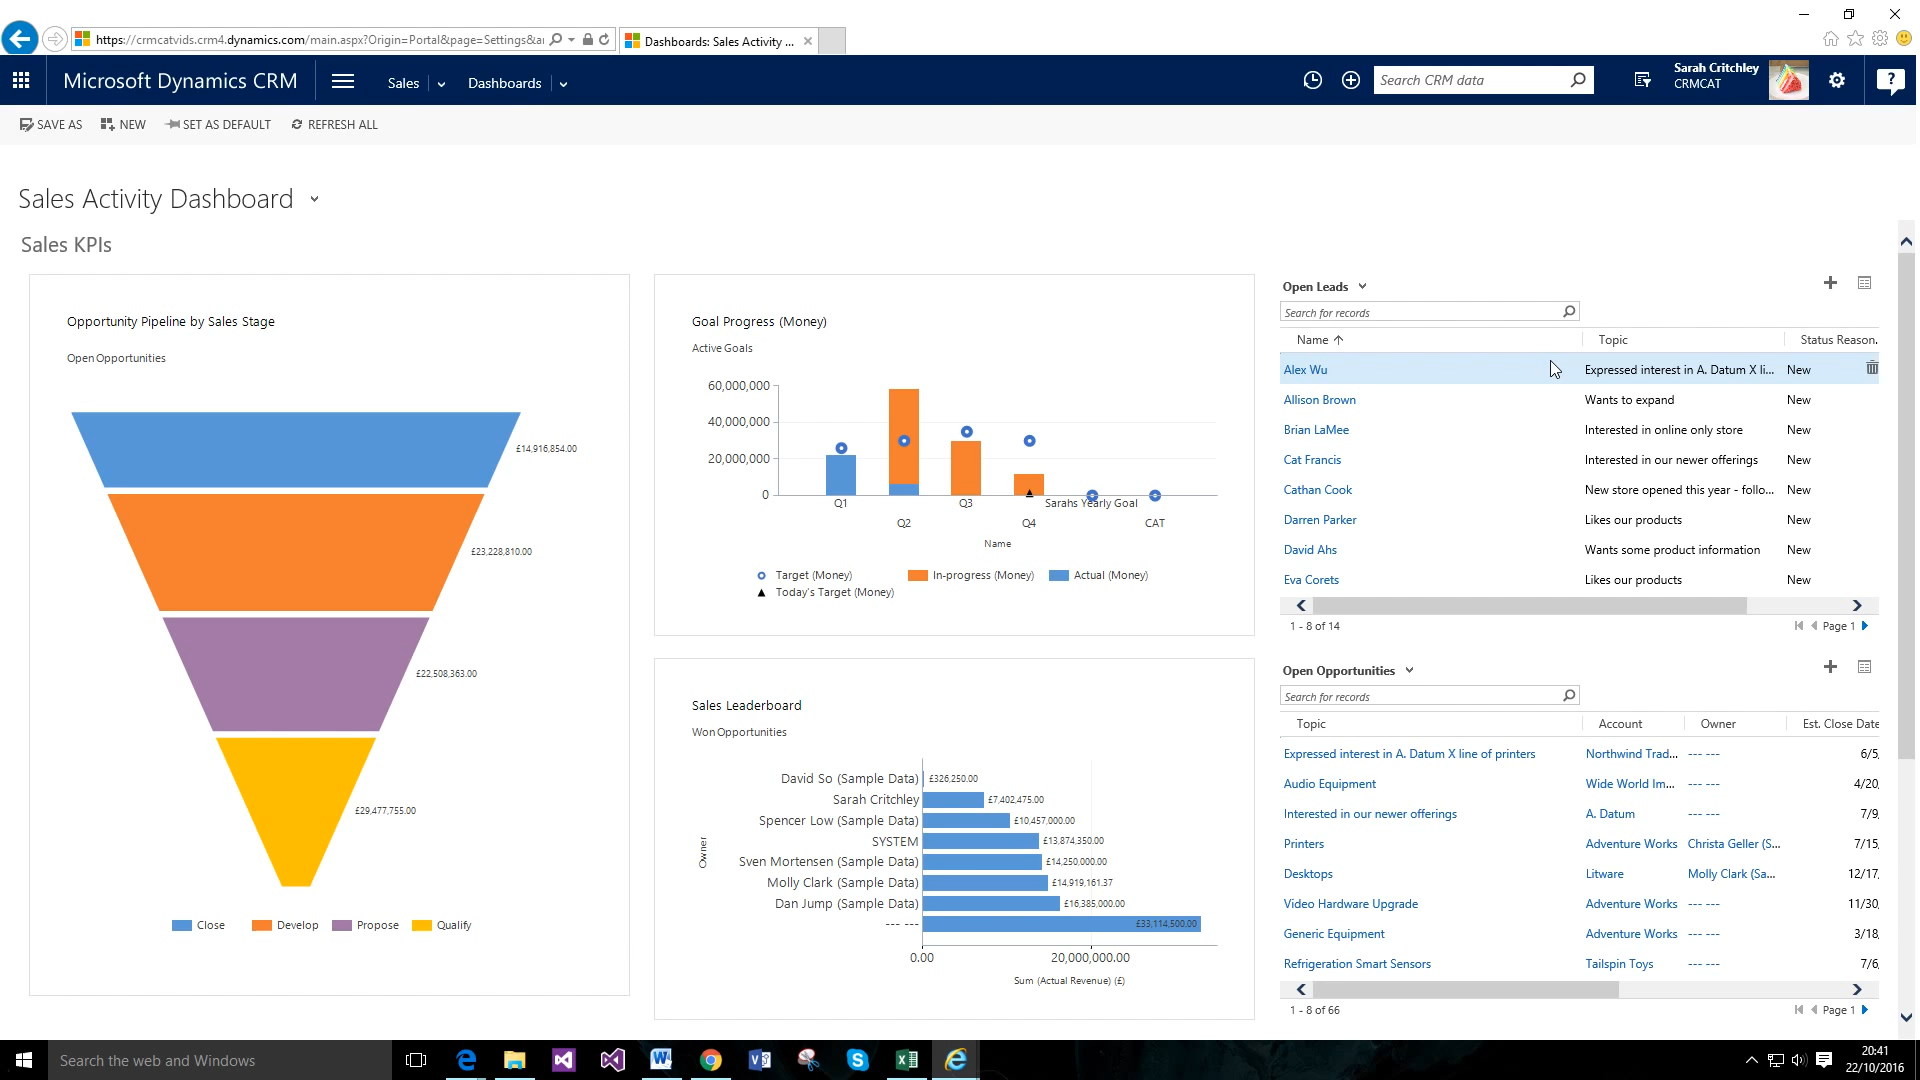 https://crmcatvids.crm4.dynamics.com/main.aspx?Origin=Portal&page=Settings&ar
Dashboards: Sales Activity ...
Microsoft Dynamics CRM
Sales
Dashboards
Search CRM data
Sarah Critchley
CRMCAT
?
SAVE AS
NEW
SET AS DEFAULT
REFRESH ALL
Sales Activity Dashboard
Sales KPIs
Opportunity Pipeline by Sales Stage
Open Opportunities
£14,916,854.00
£23,228,810.00
£22,508,363.00
£29,477,755.00
Close Develop Propose Qualify
Goal Progress (Money)
Active Goals
60,000,000
40,000,000
20,000,000
0
Q1 Q3 Sarahs Yearly Goal
Q2 Q4 CAT
Name
Target (Money) In-progress (Money) Actual (Money)
Today's Target (Money)
Sales Leaderboard
Won Opportunities
Owner
David So (Sample Data) £326,250.00
Sarah Critchley £7,402,475.00
Spencer Low (Sample Data) £10,457,000.00
SYSTEM £13,874,350.00
Sven Mortensen (Sample Data) £14,250,000.00
Molly Clark (Sample Data) £14,919,161.37
Dan Jump (Sample Data) £16,385,000.00
--- --- £33,114,500.00
0.00 20,000,000.00
Sum (Actual Revenue) (£)
Open Leads
Search for records
Name Topic Status Reason.
Alex Wu Expressed interest in A. Datum X li... New
Allison Brown Wants to expand New
Brian LaMee Interested in online only store New
Cat Francis Interested in our newer offerings New
Cathan Cook New store opened this year - follo... New
Darren Parker Likes our products New
David Ahs Wants some product information New
Eva Corets Likes our products New
1 - 8 of 14 Page 1
Open Opportunities
Search for records
Topic Account Owner Est. Close Date
Expressed interest in A. Datum X line of printers Northwind Trad... --- --- 6/5,
Audio Equipment Wide World Im... --- --- 4/20,
Interested in our newer offerings A. Datum --- --- 7/9,
Printers Adventure Works Christa Geller (S... 7/15,
Desktops Litware Molly Clark (Sa... 12/17,
Video Hardware Upgrade Adventure Works --- --- 11/30,
Generic Equipment Adventure Works --- --- 3/18,
Refrigeration Smart Sensors Tailspin Toys --- --- 7/6,
1 - 8 of 66 Page 1
Search the web and Windows
20:41
22/10/2016